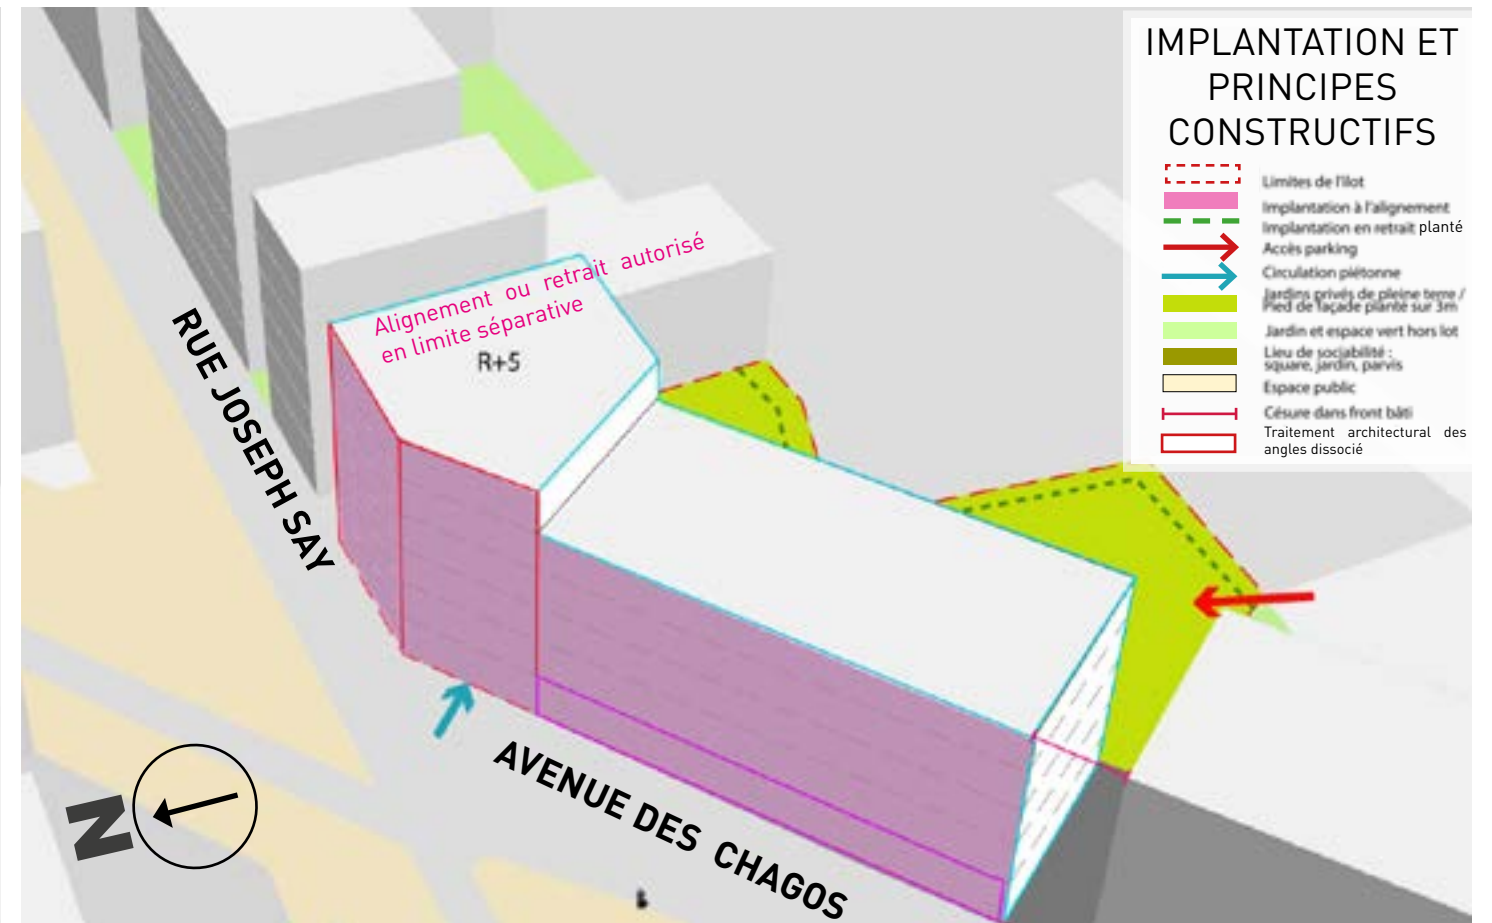 IMPLANTATION ET
PRINCIPES
CONSTRUCTIFS
Limites de l'îlot
Implantation à l'alignement
Implantation en retrait planté
Accès parking
Circulation piétonne
Jardins privés de pleine terre /
Pied de façade planté sur 3m
Jardin et espace vert hors lot
Lieu de sociabilité :
square, jardin, parvis
Espace public
Césure dans front bâti
Traitement architectural des
angles dissocié
Alignement ou retrait autorisé
en limite séparative
R+5
RUE JOSEPH SAY
AVENUE DES CHAGOS
N